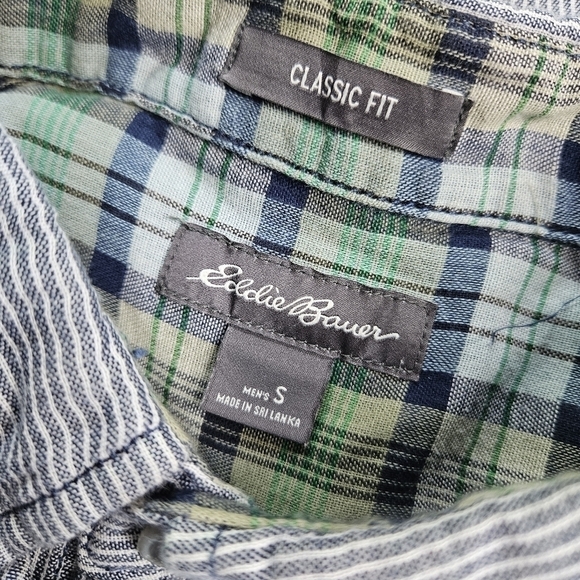 CLASSIC FIT
Eddie Bauer
MEN'S S
MADE IN SRI LANKA